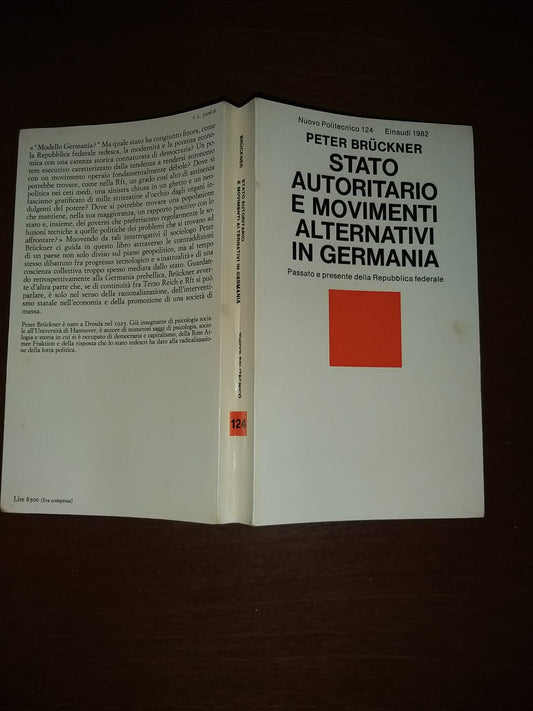 C.L. 5508-6
« "Modello Germania?" Ma quale stato ha congiunto finora, come
la Repubblica federale tedesca, la modernità e la potenza econo-
mica con una carenza storica connaturata di democrazia? Un po-
tere esecutivo caratterizzato dalla tendenza a rendersi autonomo
con un movimento operaio fondamentalmente debole? Dove si
potrebbe trovare, come nella Rft, un grado così alto di astinenza
politica nei ceti medi, una sinistra chiusa in un ghetto e un neo-
fascismo gratificato di mille strizzatine d'occhio dagli organi in-
dulgenti del potere? Dove si potrebbe trovare una popolazione
che mantiene, nella sua maggioranza, un rapporto positivo con lo
stato e, insieme, dei governi che preferiscono regolarmente le so-
luzioni tecniche a quelle politiche dei problemi che si trovano ad
affrontare?» Muovendo da tali interrogativi il sociologo Peter
Brückner ci guida in questo libro attraverso le contraddizioni
di un paese non solo diviso sul piano geopolitico, ma al tempo
stesso dibattuto fra progresso tecnologico e «inattualità» di una
coscienza collettiva troppo spesso mediata dallo stato. Guardan-
do retrospettivamente alla Germania prebellica, Brückner avver-
te d'altra parte che, se di continuità fra Terzo Reich e Rft si può
parlare, è solo nel senso della razionalizzazione, dell'interventi-
smo statale nell'economia e della promozione di una società di
massa.
Peter Brückner è nato a Dresda nel 1922. Già insegnante di psicologia socia-
le all'Università di Hannover, è autore di numerosi saggi di psicologia, socio-
logia e storia in cui si è occupato di democrazia e capitalismo, della Rote Ar-
mee Fraktion e della risposta che lo stato tedesco ha dato alla radicalizzazio-
ne della lotta politica.
Lire 8500 (Iva compresa)
BRÜCKNER
STATO AUTORITARIO
E MOVIMENTI ALTERNATIVI IN GERMANIA
NUOVO POLITECNICO
124
Nuovo Politecnico 124 Einaudi 1982
PETER BRÜCKNER
STATO
AUTORITARIO
E MOVIMENTI
ALTERNATIVI
IN GERMANIA
Passato e presente della Repubblica federale